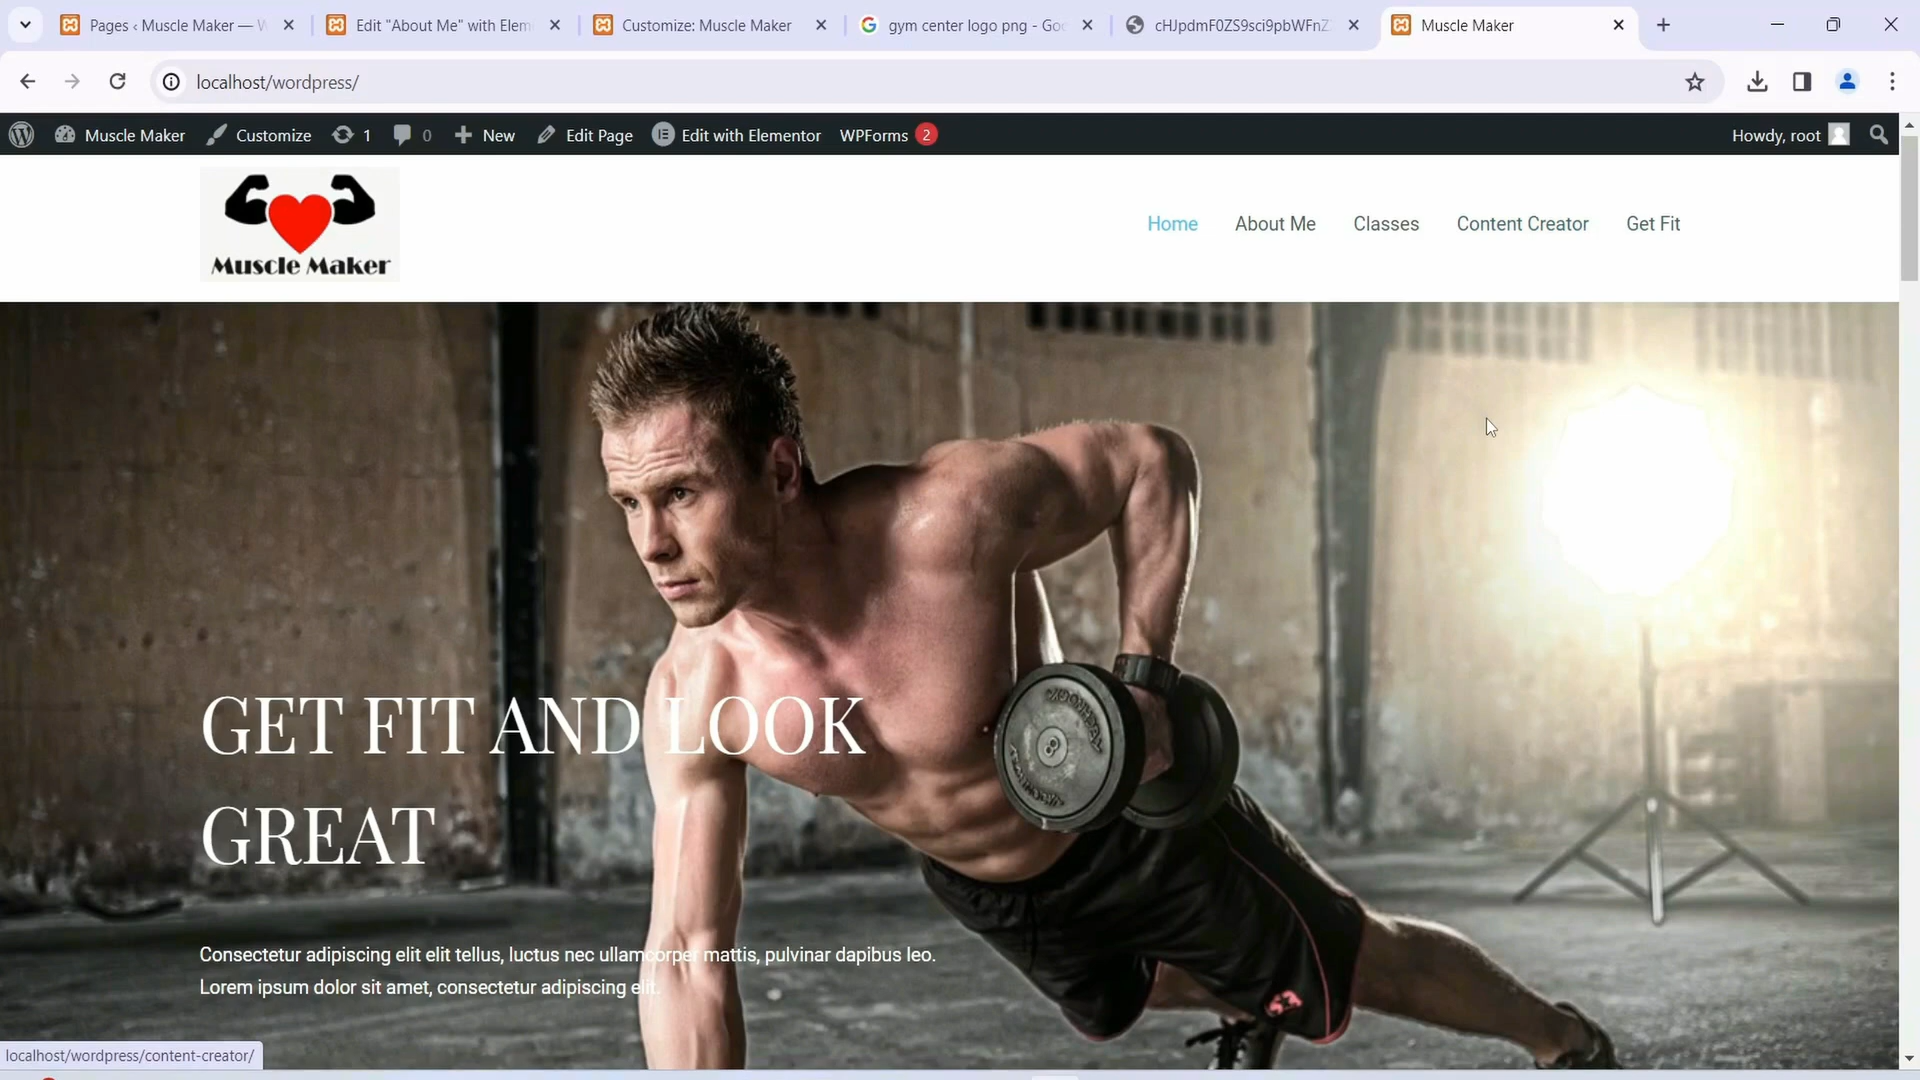 Pages ‹ Muscle Maker — W
Edit "About Me" with Elem
Customize: Muscle Maker
gym center logo png - Goo
cHJpdmF0ZS9sci9pbWFnZ
Muscle Maker
localhost/wordpress/
Muscle Maker
Customize
1
0
New
Edit Page
Edit with Elementor
WPForms 2
Howdy, root
Muscle Maker
Home
About Me
Classes
Content Creator
Get Fit
GET FIT AND LOOK
GREAT
Consectetur adipiscing elit elit tellus, luctus nec ullamcorper mattis, pulvinar dapibus leo.
Lorem ipsum dolor sit amet, consectetur adipiscing elit.
8
localhost/wordpress/content-creator/